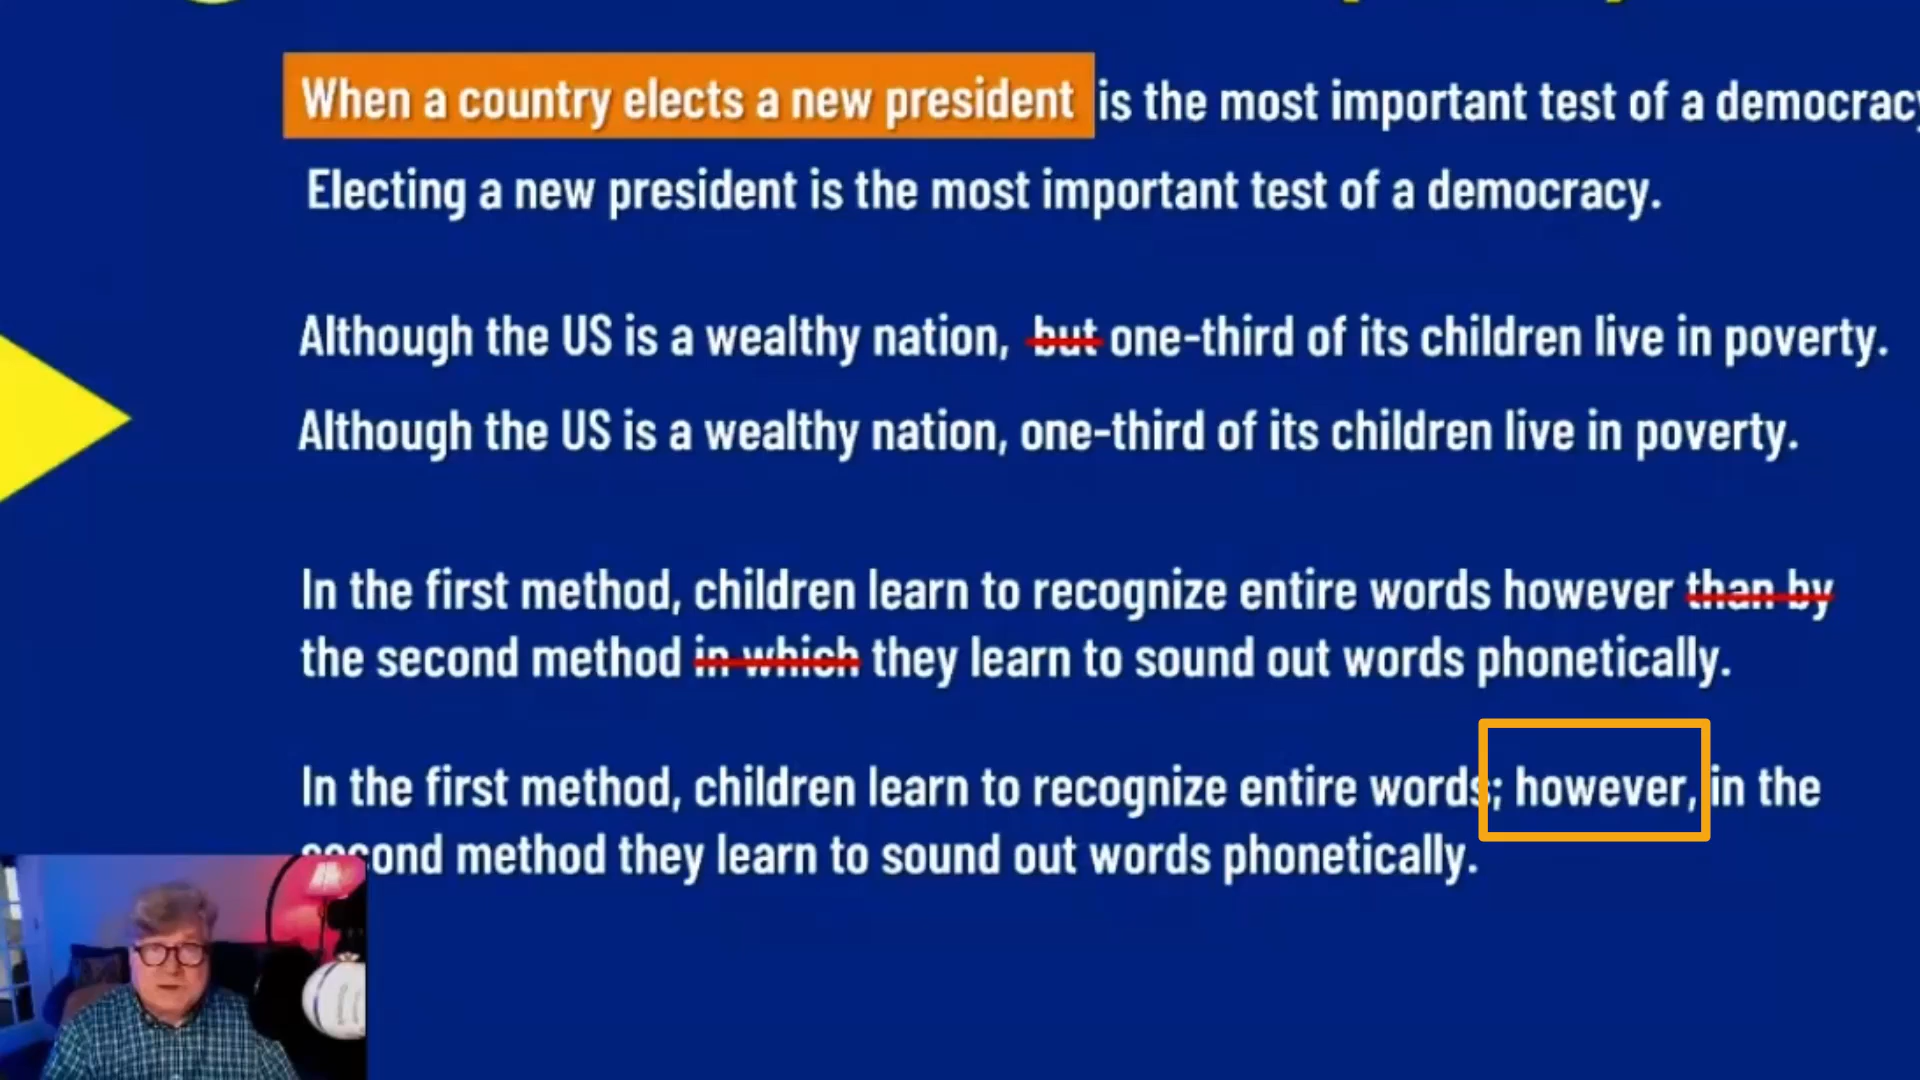 When a country elects a new president is the most important test of a democracy
Electing a new president is the most important test of a democracy.
Although the US is a wealthy nation, but one-third of its children live in poverty.
Although the US is a wealthy nation, one-third of its children live in poverty.
In the first method, children learn to recognize entire words however than by
the second method in which they learn to sound out words phonetically.
In the first method, children learn to recognize entire words; however, in the
second method they learn to sound out words phonetically.